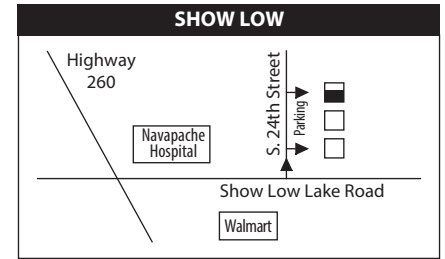 SHOW LOW
Highway
260
S. 24th Street
Parking
Navapache
Hospital
Show Low Lake Road
Walmart